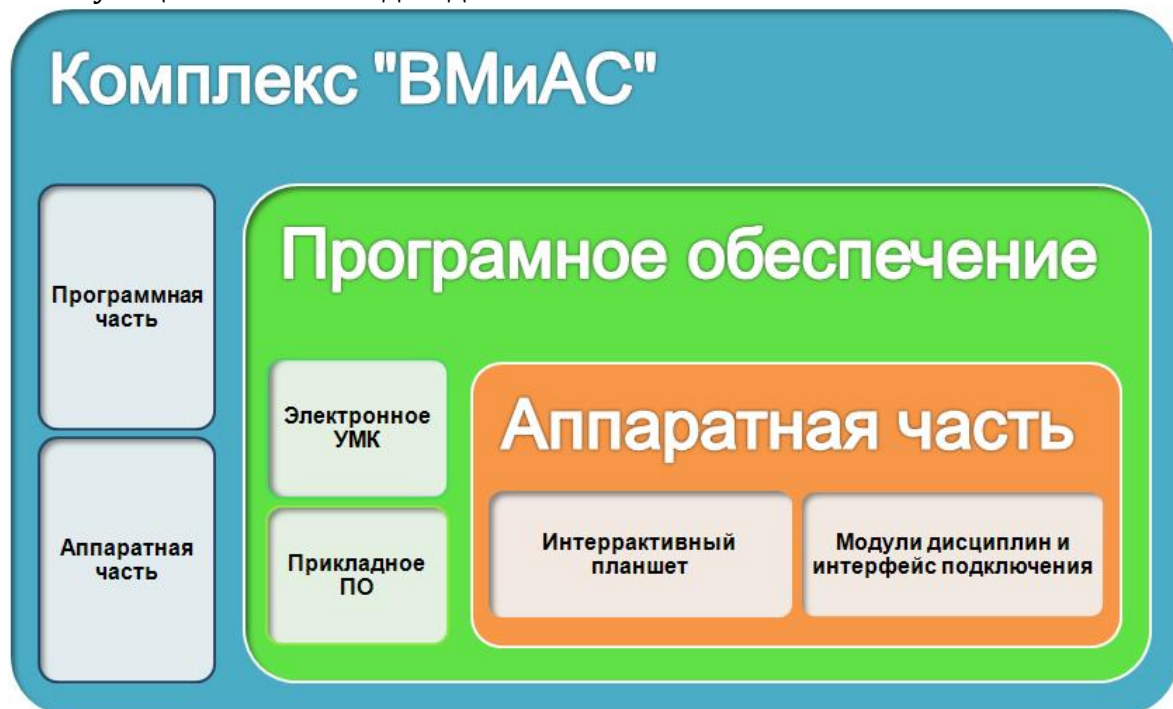 Комплекс "ВМиАС"
Программная
часть
Аппаратная
часть
Програмное обеспечение
Электронное
УМК
Прикладное
ПО
Аппаратная часть
Интеррактивный
планшет
Модули дисциплин и
интерфейс подключения